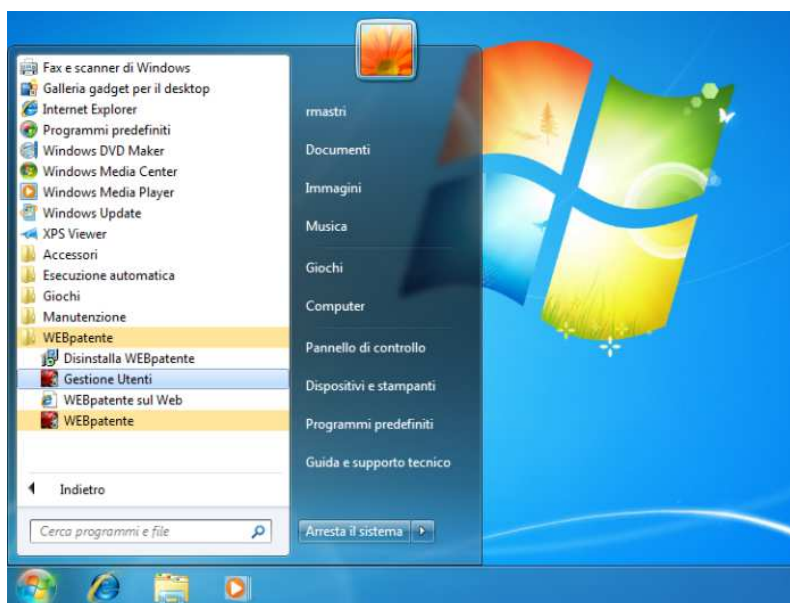 Fax e scanner di Windows
Galleria gadget per il desktop
Internet Explorer
Programmi predefiniti
Windows DVD Maker
Windows Media Center
Windows Media Player
Windows Update
XPS Viewer
Accessori
Esecuzione automatica
Giochi
Manutenzione
WEBpatente
Disinstalla WEBpatente
Gestione Utenti
WEBpatente sul Web
WEBpatente
Indietro
Cerca programmi e file
rmastri
Documenti
Immagini
Musica
Giochi
Computer
Pannello di controllo
Dispositivi e stampanti
Programmi predefiniti
Guida e supporto tecnico
Arresta il sistema